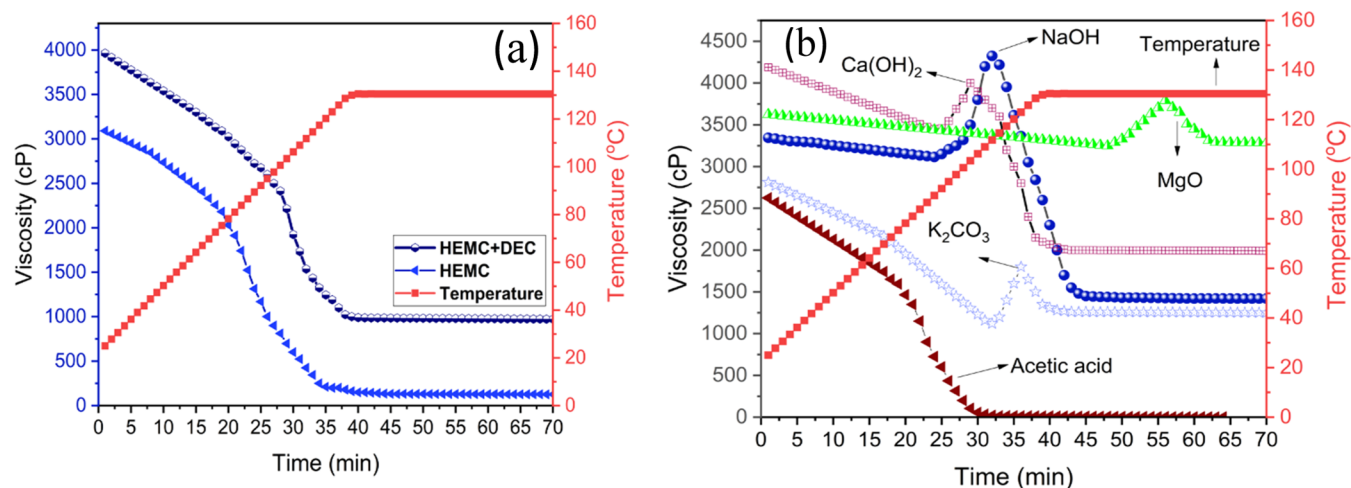 (a)
Viscosity (cP)
4000
3500
3000
2500
2000
1500
1000
500
0
0 5 10 15 20 25 30 35 40 45 50 55 60 65 70
Time (min)
160
140
120
100
80
60
40
20
0
Temperature (°C)
HEMC+DEC
HEMC
Temperature
(b)
Viscosity (cP)
4500
4000
3500
3000
2500
2000
1500
1000
500
0
0 5 10 15 20 25 30 35 40 45 50 55 60 65 70
Time (min)
160
140
120
100
80
60
40
20
0
Temperature (°C)
NaOH
Temperature
Ca(OH)₂
MgO
K₂CO₃
Acetic acid